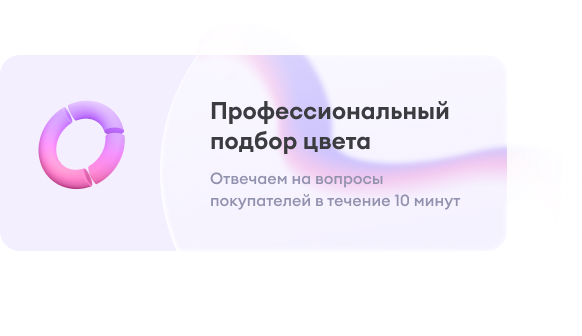 Профессиональный
подбор цвета
Отвечаем на вопросы
покупателей в течение 10 минут